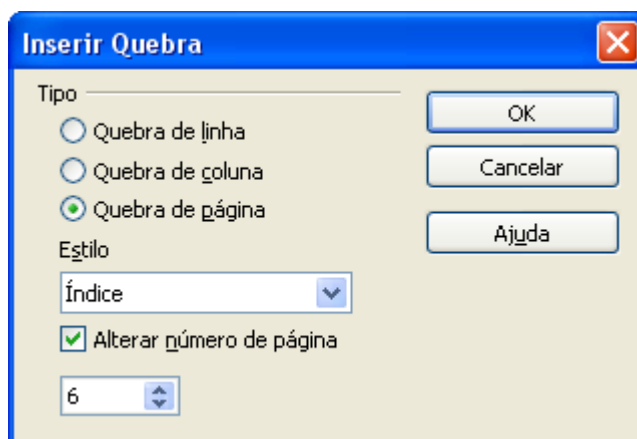 Inserir Quebra
Tipo
Quebra de linha
Quebra de coluna
Quebra de página
Estilo
Índice
Alterar número de página
6
OK
Cancelar
Ajuda